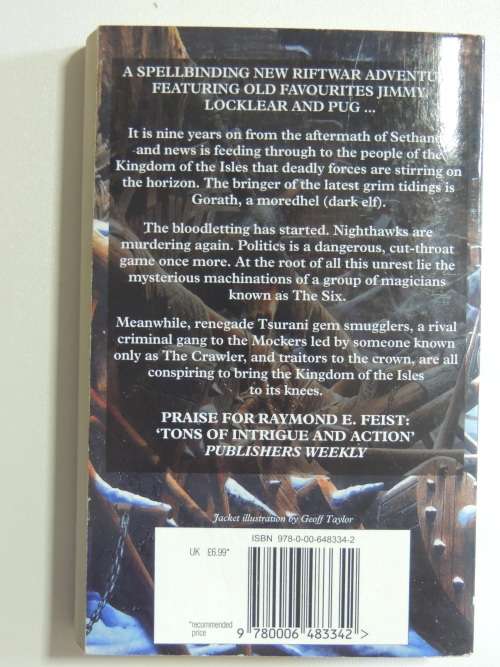 A SPELLBINDING NEW RIFTWAR ADVENTU
FEATURING OLD FAVOURITES JIMMY,
LOCKLEAR AND PUG ...
It is nine years on from the aftermath of Sethan
and news is feeding through to the people of the
Kingdom of the Isles that deadly forces are stirring on
the horizon. The bringer of the latest grim tidings is
Gorath, a moredhel (dark elf).
The bloodletting has started. Nighthawks are
murdering again. Politics is a dangerous, cut-throat
game once more. At the root of all this unrest lie the
mysterious machinations of a group of magicians
known as The Six.
Meanwhile, renegade Tsurani gem smugglers, a rival
criminal gang to the Mockers led by someone known
only as The Crawler, and traitors to the crown, are all
conspiring to bring the Kingdom of the Isles
to its knees.
PRAISE FOR RAYMOND E. FEIST:
‘TONS OF INTRIGUE AND ACTION’
PUBLISHERS WEEKLY
Jacket illustration by Geoff Taylor
ISBN 978-0-00-648334-2
UK £6.99*
*recommended
price
9 780006 483342 >